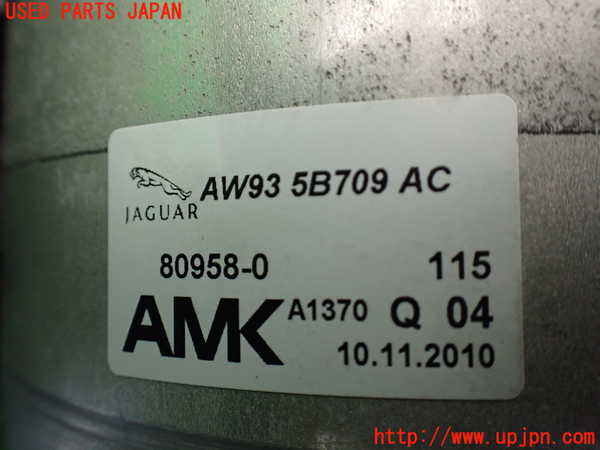 USED PARTS JAPAN
JAGUAR AW93 5B709 AC
80958-0 115
AMK A1370 Q 04
10.11.2010
http://www.upjpn.com/